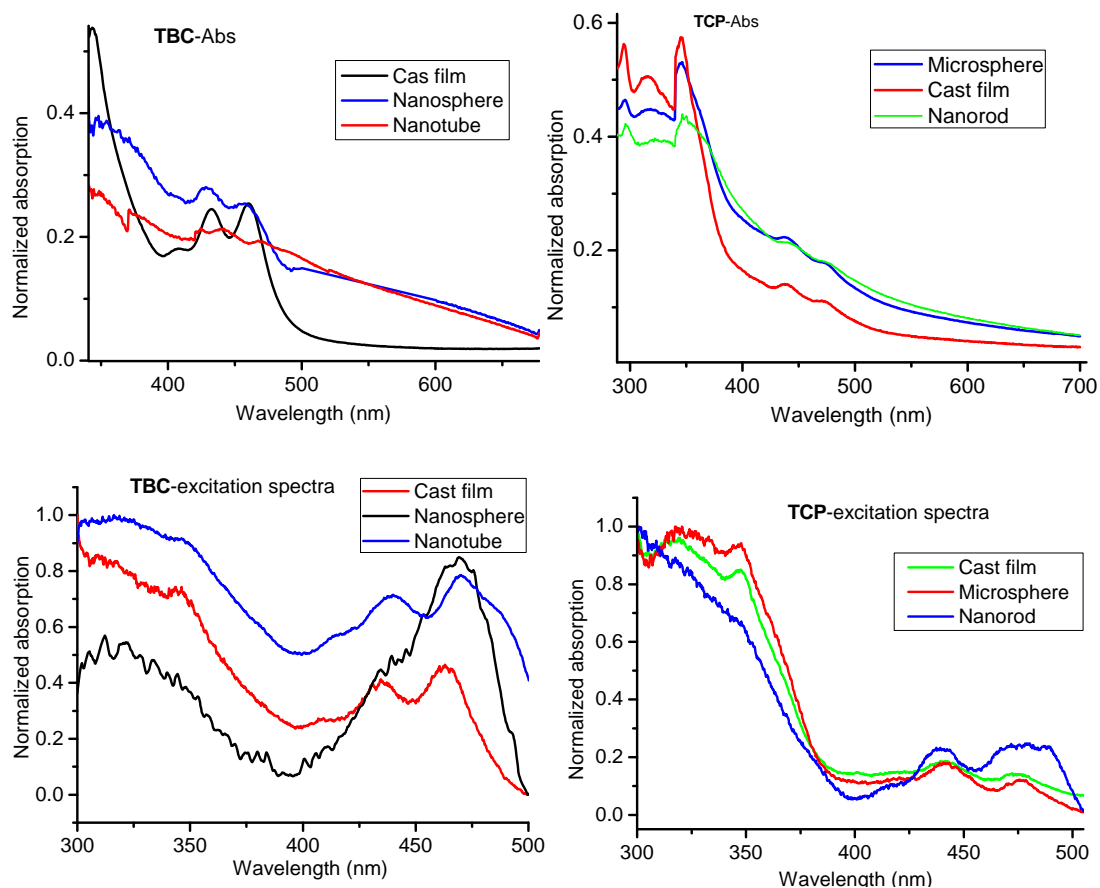 TBC-Abs
Cas film
Nanosphere
Nanotube
Normalized absorption
0.4
0.2
0.0
400 500 600
Wavelength (nm)
TCP-Abs
Microsphere
Cast film
Nanorod
Normalized absorption
0.6
0.4
0.2
300 400 500 600 700
Wavelength (nm)
TBC-excitation spectra
Cast film
Nanosphere
Nanotube
Normalized absorption
1.0
0.8
0.6
0.4
0.2
0.0
300 350 400 450 500
Wavelength (nm)
TCP-excitation spectra
Cast film
Microsphere
Nanorod
Normalized absorption
1.0
0.8
0.6
0.4
0.2
0.0
300 350 400 450 500
Wavelength (nm)